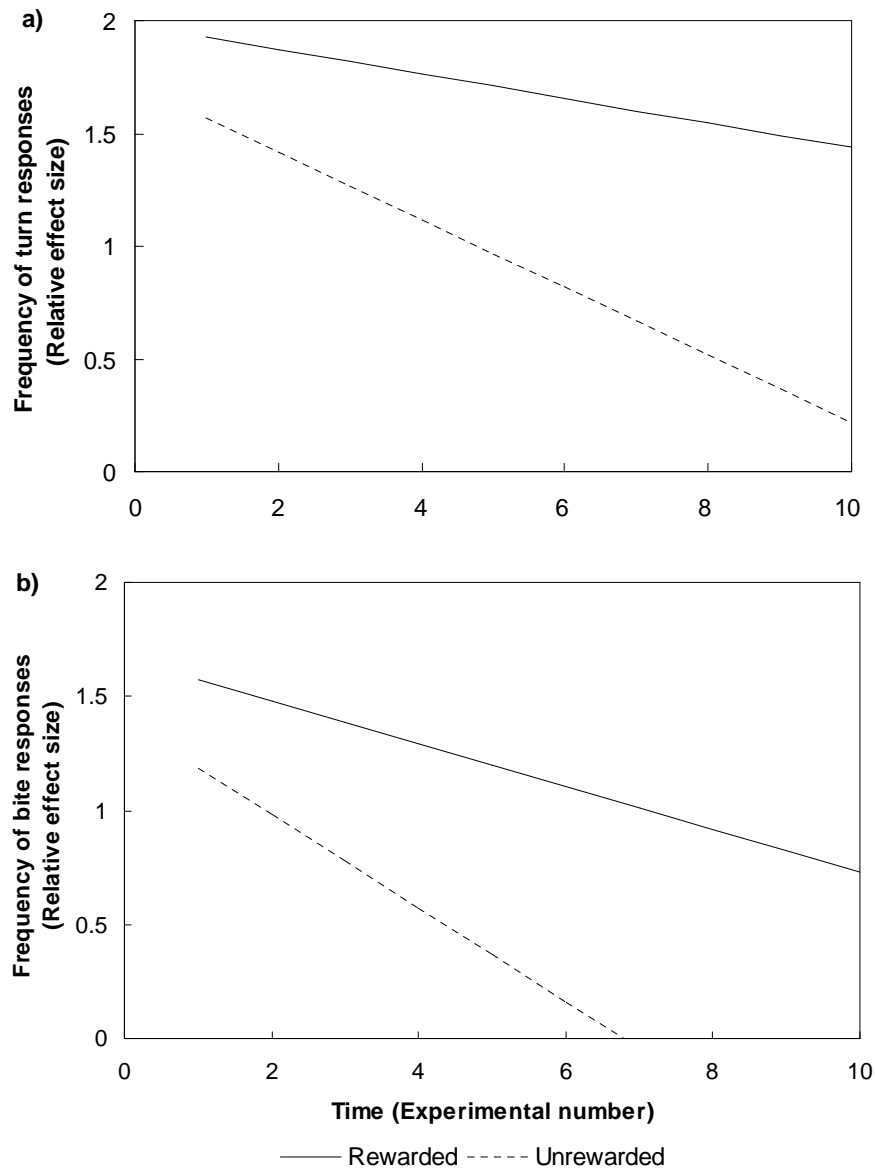 a)
Frequency of turn responses
(Relative effect size)
2
1.5
1
0.5
0
0 2 4 6 8 10
b)
Frequency of bite responses
(Relative effect size)
2
1.5
1
0.5
0
0 2 4 6 8 10
Time (Experimental number)
Rewarded Unrewarded